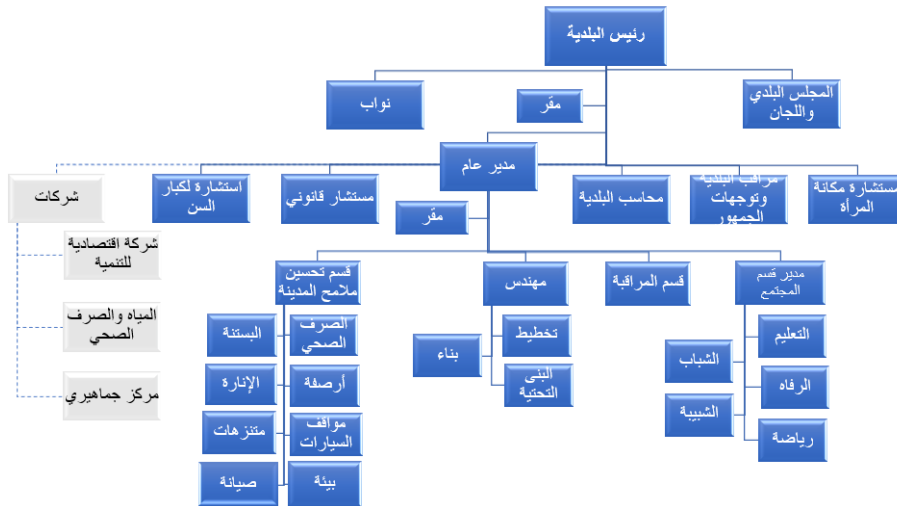 رئيس البلدية
المجلس البلدي
واللجان
مقر
نواب
مدير عام
مستشارة مكانة
المرأة
مراقب البلدية
وتوجهات
الجمهور
محاسب البلدية
مستشار قانوني
استشارة لكبار
السن
شركات
مقر
شركة اقتصادية
للتنمية
المياه والصرف
الصحي
مركز جماهيري
مدير قسم
المجتمع
قسم المراقبة
مهندس
قسم تحسين
ملامح المدينة
التعليم
الشباب
الرفاه
الشبيبة
رياضة
تخطيط
بناء
البنى
التحتية
الصرف
الصحي
البستنة
أرصفة
الإنارة
مواقف
السيارات
متنزهات
بيئة
صيانة